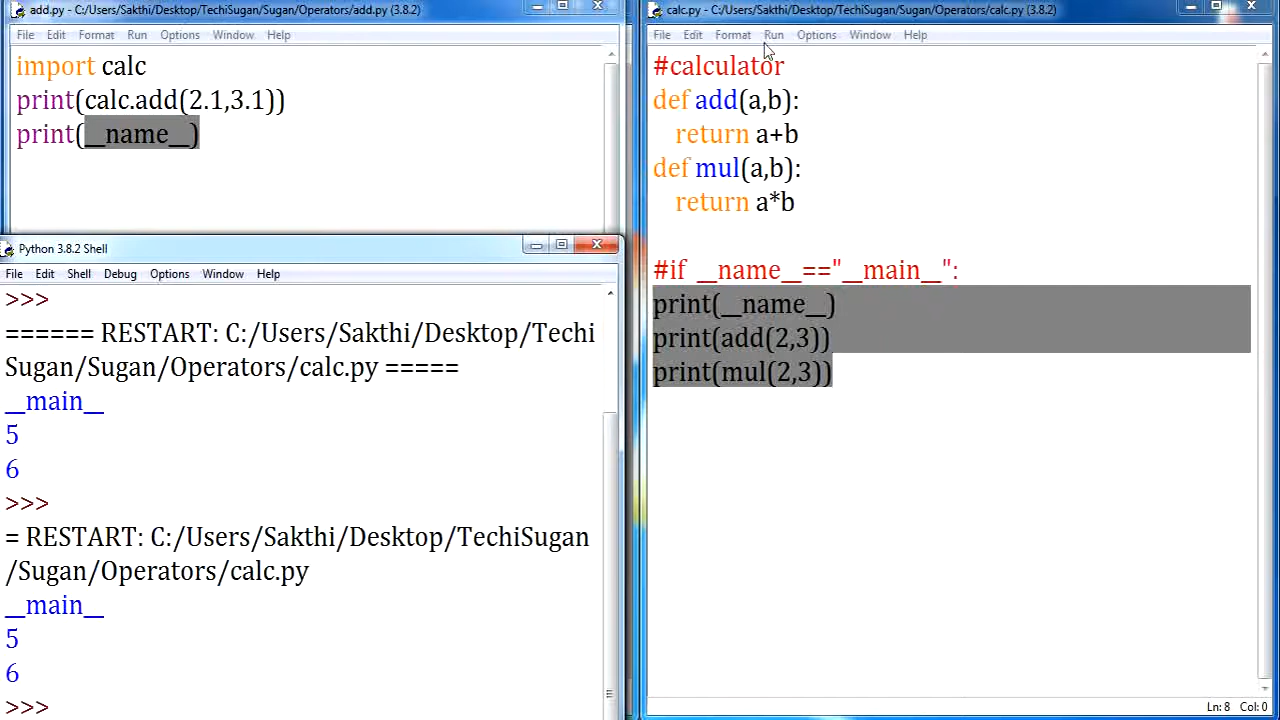 add.py - C:/Users/Sakthi/Desktop/TechiSugan/Sugan/Operators/add.py (3.8.2)
File Edit Format Run Options Window Help
import calc
print(calc.add(2.1,3.1))
print(__name__)
Python 3.8.2 Shell
File Edit Shell Debug Options Window Help
>>>
====== RESTART: C:/Users/Sakthi/Desktop/Techi
Sugan/Sugan/Operators/calc.py =====
__main__
5
6
>>>
= RESTART: C:/Users/Sakthi/Desktop/TechiSugan
/Sugan/Operators/calc.py
__main__
5
6
>>>
calc.py - C:/Users/Sakthi/Desktop/TechiSugan/Sugan/Operators/calc.py (3.8.2)
File Edit Format Run Options Window Help
#calculator
def add(a,b):
    return a+b
def mul(a,b):
    return a*b
#if __name__=="__main__":
print(__name__)
print(add(2,3))
print(mul(2,3))
Ln: 8 Col: 0